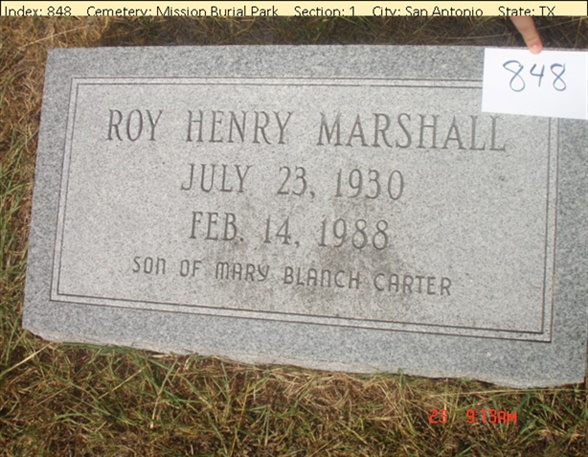 Index: 848 Cemetery: Mission Burial Park Section: 1 City: San Antonio State: TX
848
ROY HENRY MARSHALL
JULY 23, 1930
FEB. 14, 1988
SON OF MARY BLANCH CARTER
23 9:13AM